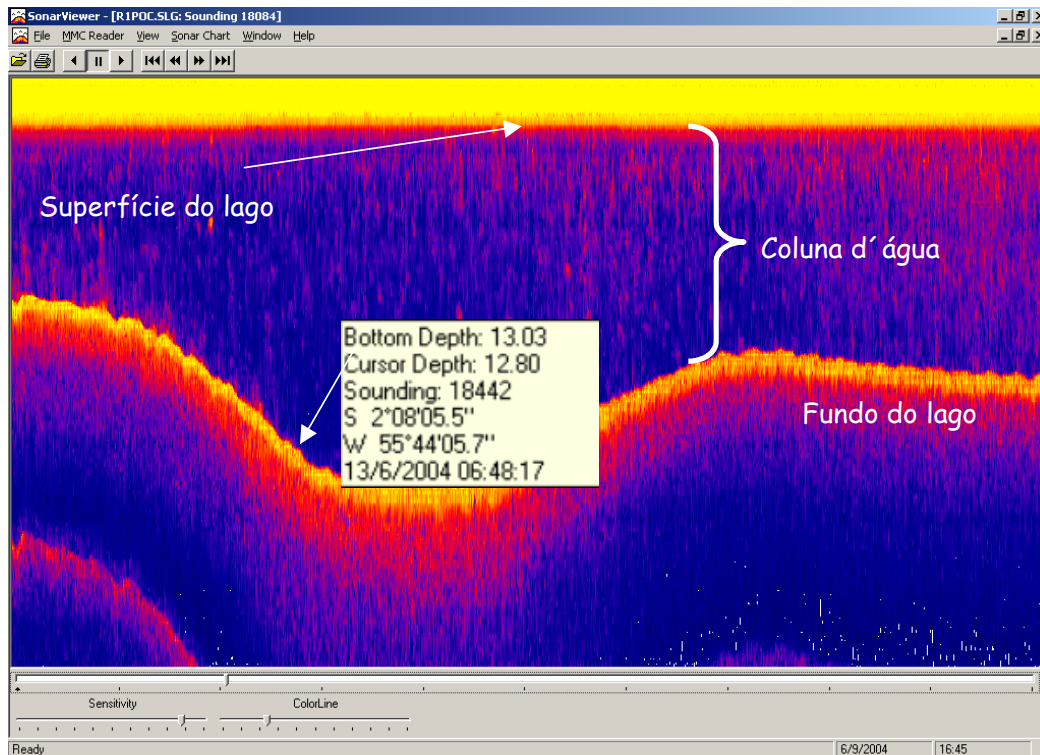 SonarViewer - [R1POC.SLG: Sounding 18084]
File MMC Reader View Sonar Chart Window Help
Superfície do lago
Coluna d´água
Bottom Depth: 13.03
Cursor Depth: 12.80
Sounding: 18442
S 2°08'05.5"
W 55°44'05.7"
13/6/2004 06:48:17
Fundo do lago
Sensitivity ColorLine
Ready 6/9/2004 16:45